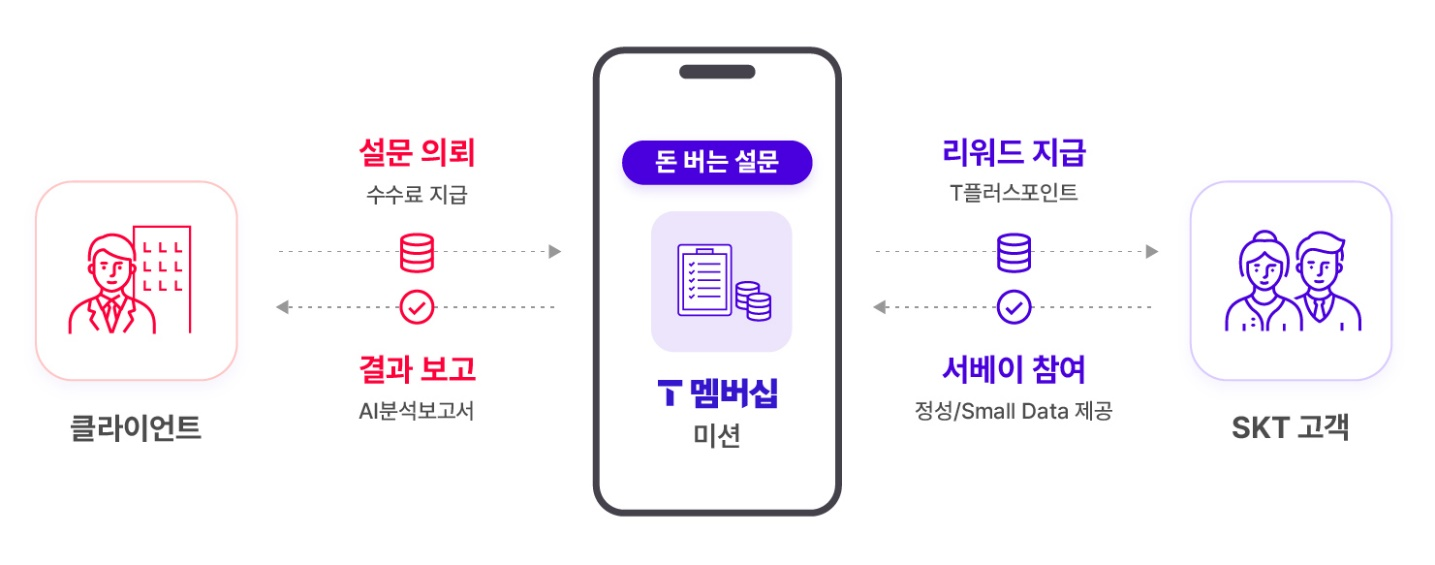 설문 의뢰
수수료 지급
결과 보고
AI분석보고서
클라이언트
돈 버는 설문
T 멤버십
미션
리워드 지급
T플러스포인트
서베이 참여
정성/Small Data 제공
SKT 고객